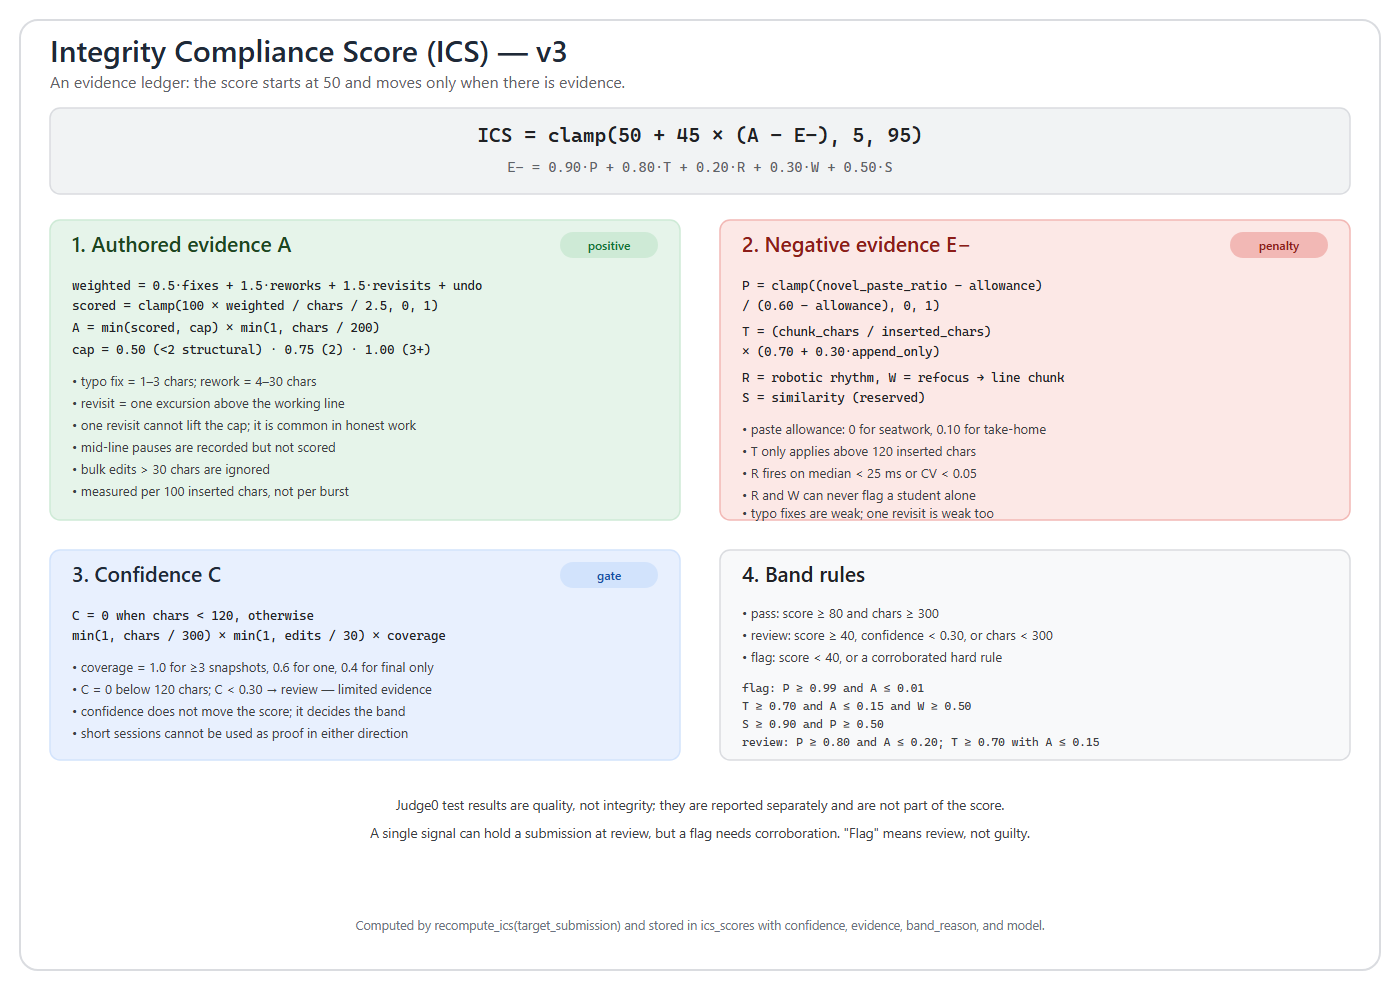 Integrity Compliance Score (ICS) — v3
An evidence ledger: the score starts at 50 and moves only when there is evidence.
ICS = clamp(50 + 45 × (A − E−), 5, 95)
E− = 0.90·P + 0.80·T + 0.20·R + 0.30·W + 0.50·S
1. Authored evidence A
positive
weighted = 0.5·fixes + 1.5·reworks + 1.5·revisits + undo
scored = clamp(100 × weighted / chars / 2.5, 0, 1)
A = min(scored, cap) × min(1, chars / 200)
cap = 0.50 (<2 structural) · 0.75 (2) · 1.00 (3+)
• typo fix = 1–3 chars; rework = 4–30 chars
• revisit = one excursion above the working line
• one revisit cannot lift the cap; it is common in honest work
• mid-line pauses are recorded but not scored
• bulk edits > 30 chars are ignored
• measured per 100 inserted chars, not per burst
2. Negative evidence E−
penalty
P = clamp((novel_paste_ratio − allowance)
/ (0.60 − allowance), 0, 1)
T = (chunk_chars / inserted_chars)
× (0.70 + 0.30·append_only)
R = robotic rhythm, W = refocus → line chunk
S = similarity (reserved)
• paste allowance: 0 for seatwork, 0.10 for take-home
• T only applies above 120 inserted chars
• R fires on median < 25 ms or CV < 0.05
• R and W can never flag a student alone
• typo fixes are weak; one revisit is weak too
3. Confidence C
gate
C = 0 when chars < 120, otherwise
min(1, chars / 300) × min(1, edits / 30) × coverage
• coverage = 1.0 for ≥3 snapshots, 0.6 for one, 0.4 for final only
• C = 0 below 120 chars; C < 0.30 → review — limited evidence
• confidence does not move the score; it decides the band
• short sessions cannot be used as proof in either direction
4. Band rules
• pass: score ≥ 80 and chars ≥ 300
• review: score ≥ 40, confidence < 0.30, or chars < 300
• flag: score < 40, or a corroborated hard rule
flag: P ≥ 0.99 and A ≤ 0.01
T ≥ 0.70 and A ≤ 0.15 and W ≥ 0.50
S ≥ 0.90 and P ≥ 0.50
review: P ≥ 0.80 and A ≤ 0.20; T ≥ 0.70 with A ≤ 0.15
Judge0 test results are quality, not integrity; they are reported separately and are not part of the score.
A single signal can hold a submission at review, but a flag needs corroboration. "Flag" means review, not guilty.
Computed by recompute_ics(target_submission) and stored in ics_scores with confidence, evidence, band_reason, and model.